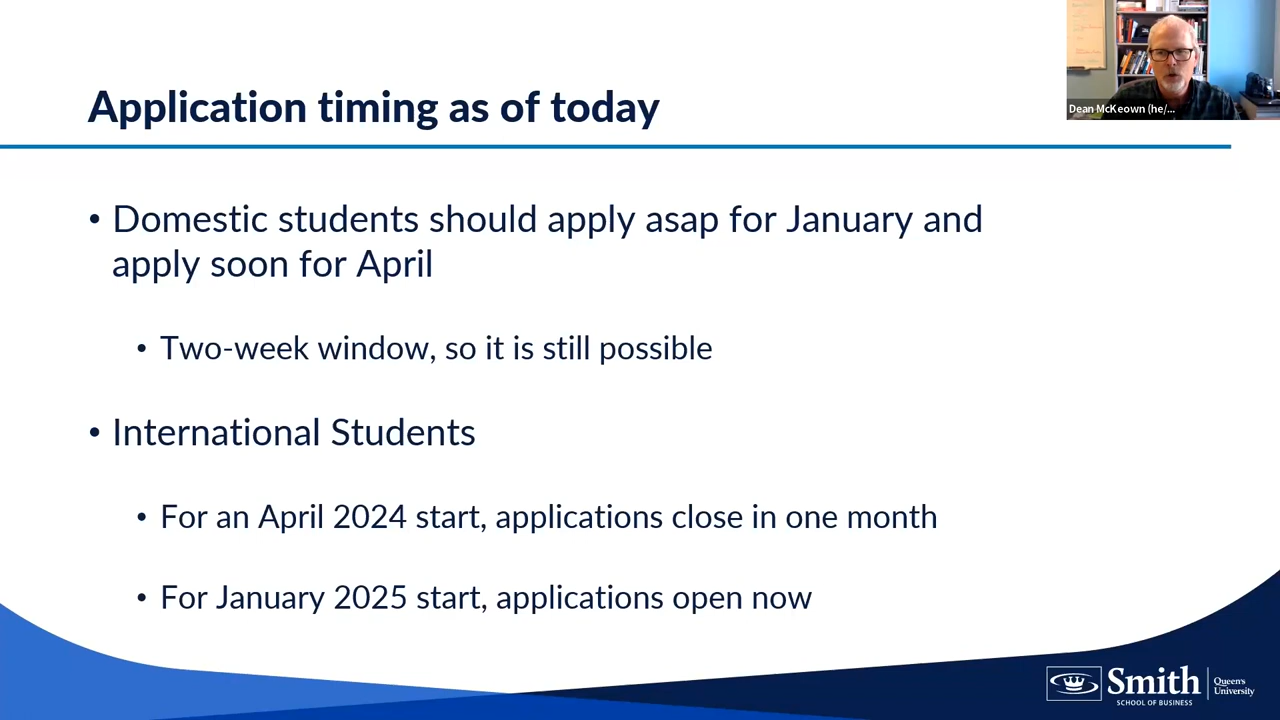 Application timing as of today
Dean McKeown (he/...
• Domestic students should apply asap for January and
apply soon for April
• Two-week window, so it is still possible
• International Students
• For an April 2024 start, applications close in one month
• For January 2025 start, applications open now
Smith
SCHOOL OF BUSINESS
Queen's
University